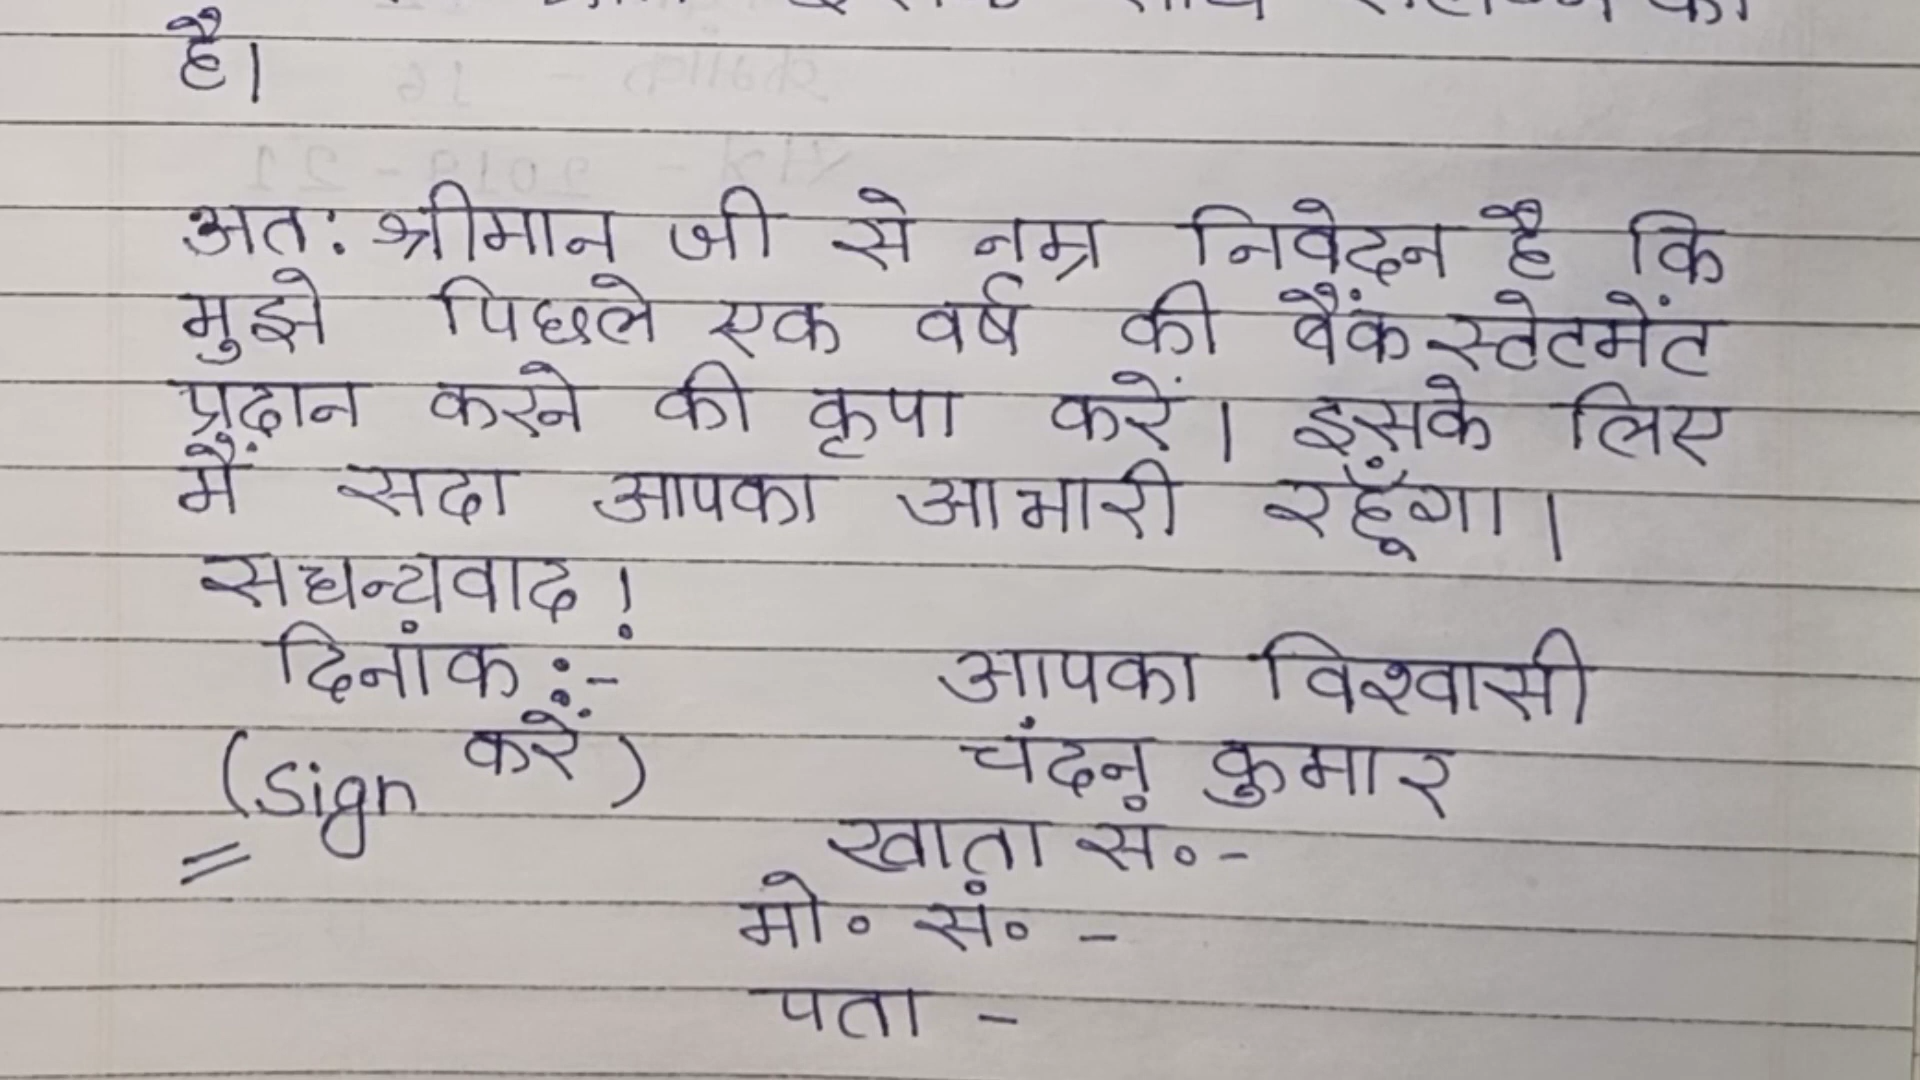 है।
अत: श्रीमान जी से नम्र निवेदन है कि
मुझे पिछले एक वर्ष की बैंक स्टेटमेंट
प्रदान करने की कृपा करें। इसके लिए
मैं सदा आपका आभारी रहूँगा।
सधन्यवाद!
दिनांक :- आपका विश्वासी
(Sign करें) चंदन कुमार
खाता सं०-
मो० सं० -
पता -